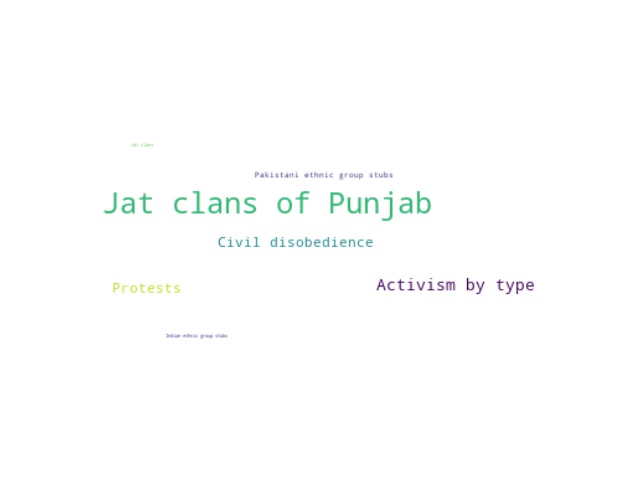 Jat clans
Pakistani ethnic group stubs
Jat clans of Punjab
Civil disobedience
Activism by type
Protests
Indian ethnic group stubs